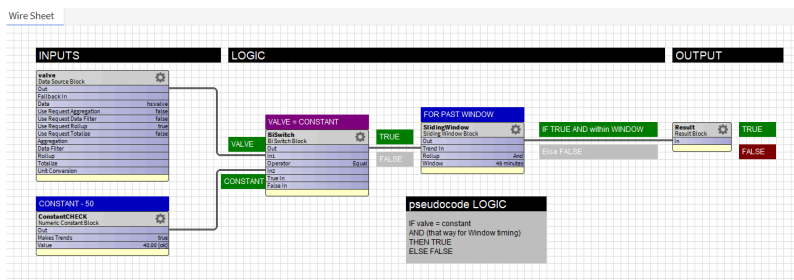 Wire Sheet
INPUTS
LOGIC
OUTPUT
valve
Data Source Block
Out
Fallback In
Data hs:valve
Use Request Aggregation false
Use Request Data Filter false
Use Request Rollup true
Use Request Totalize false
Aggregation
Data Filter
Rollup
Totalize
Unit Conversion
CONSTANT - 50
ConstantCHECK
Numeric Constant Block
Out
Makes Trends true
Value 40.00 {ok}
VALVE
CONSTANT
VALVE = CONSTANT
BiSwitch
Bi Switch Block
Out
In1
Operator Equal
In2
True In
False In
TRUE
FALSE
FOR PAST WINDOW
SlidingWindow
Sliding Window Block
Out
Trend In
Rollup And
Window 45 minutes
IF TRUE AND within WINDOW
Else FALSE
Result
Result Block
In
TRUE
FALSE
pseudocode LOGIC
IF valve = constant
AND (that way for Window timing)
THEN TRUE
ELSE FALSE